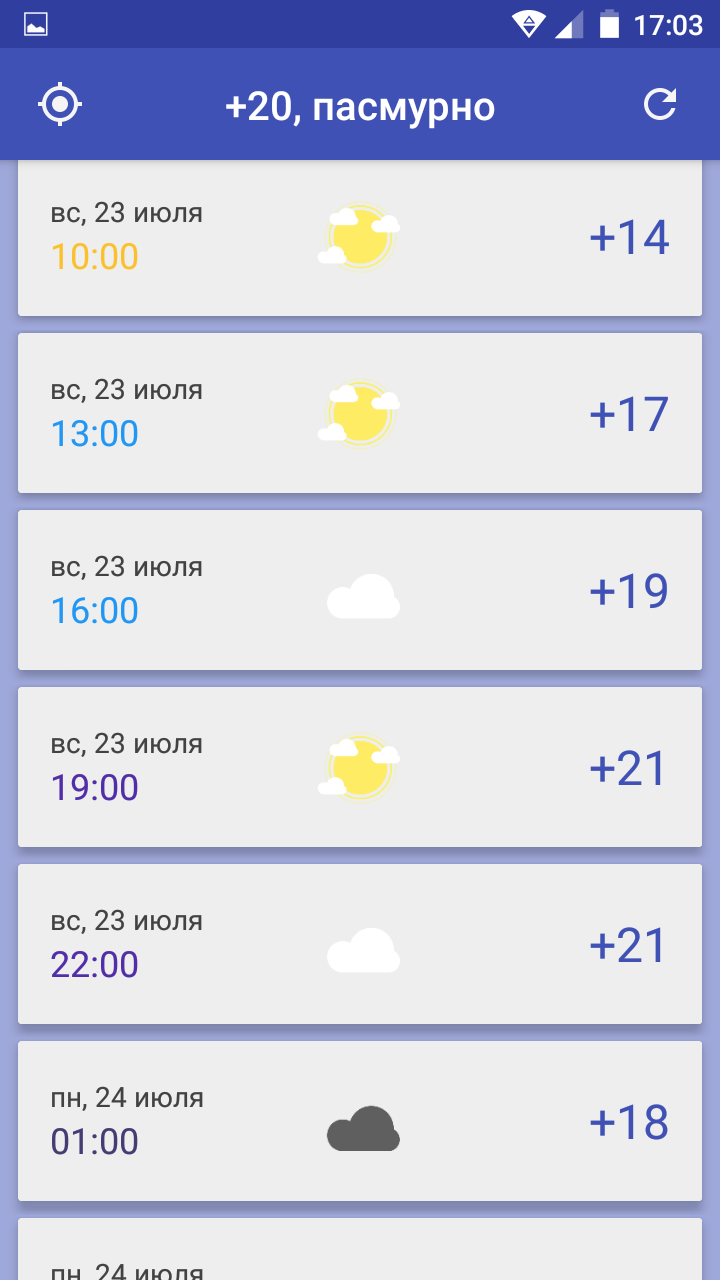 17:03
+20, пасмурно
вс, 23 июля
10:00
+14
вс, 23 июля
13:00
+17
вс, 23 июля
16:00
+19
вс, 23 июля
19:00
+21
вс, 23 июля
22:00
+21
пн, 24 июля
01:00
+18
пн, 24 июля